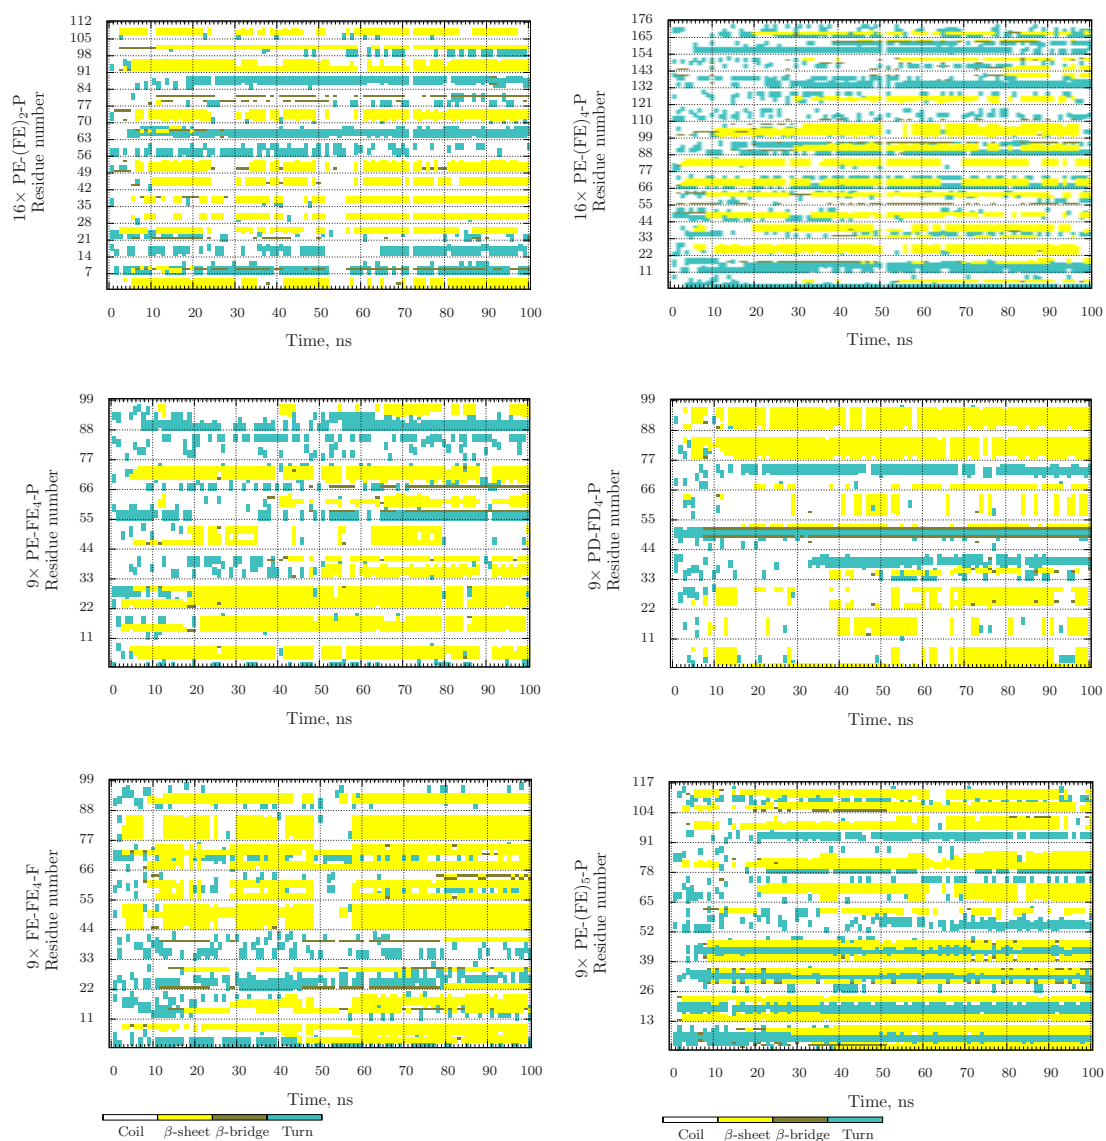 16× PE-(FE)₂-P
Residue number
112
105
98
91
84
77
70
63
56
49
42
35
28
21
14
7
0 10 20 30 40 50 60 70 80 90 100
Time, ns
16× PE-(FE)₄-P
Residue number
176
165
154
143
132
121
110
99
88
77
66
55
44
33
22
11
0 10 20 30 40 50 60 70 80 90 100
Time, ns
9× PE-FE₄-P
Residue number
99
88
77
66
55
44
33
22
11
0 10 20 30 40 50 60 70 80 90 100
Time, ns
9× PD-FD₄-P
Residue number
99
88
77
66
55
44
33
22
11
0 10 20 30 40 50 60 70 80 90 100
Time, ns
9× FE-FE₄-F
Residue number
99
88
77
66
55
44
33
22
11
0 10 20 30 40 50 60 70 80 90 100
Time, ns
9× PE-(FE)₅-P
Residue number
117
104
91
78
65
52
39
26
13
0 10 20 30 40 50 60 70 80 90 100
Time, ns
Coil β-sheet β-bridge Turn
Coil β-sheet β-bridge Turn